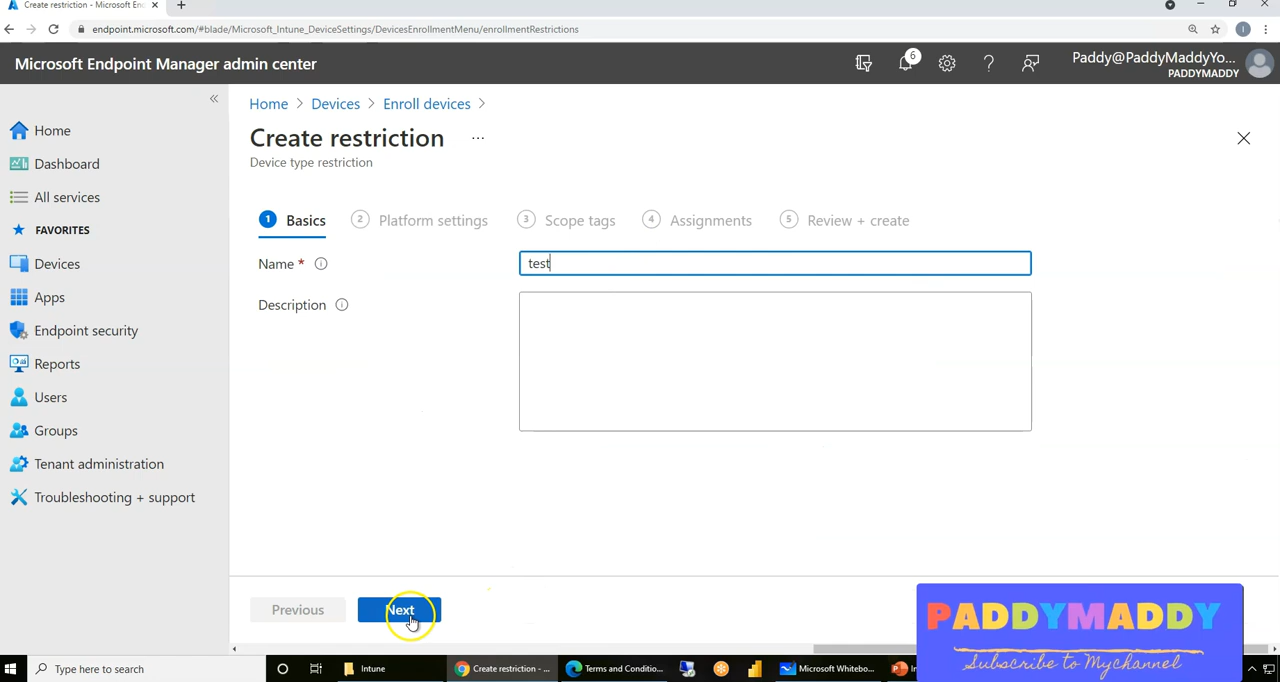 Create restriction - Microsoft End
endpoint.microsoft.com/#blade/Microsoft_Intune_DeviceSettings/DevicesEnrollmentMenu/enrollmentRestrictions
Microsoft Endpoint Manager admin center
6
Paddy@PaddyMaddyYo...
PADDYMADDY
Home > Devices > Enroll devices >
Create restriction ...
Device type restriction
Home
Dashboard
All services
FAVORITES
Devices
Apps
Endpoint security
Reports
Users
Groups
Tenant administration
Troubleshooting + support
1 Basics 2 Platform settings 3 Scope tags 4 Assignments 5 Review + create
Name * test
Description
Previous Next
PADDYMADDY
Subscribe to Mychannel
Type here to search
Intune
Create restriction - ...
Terms and Conditio...
Microsoft Whitebo...